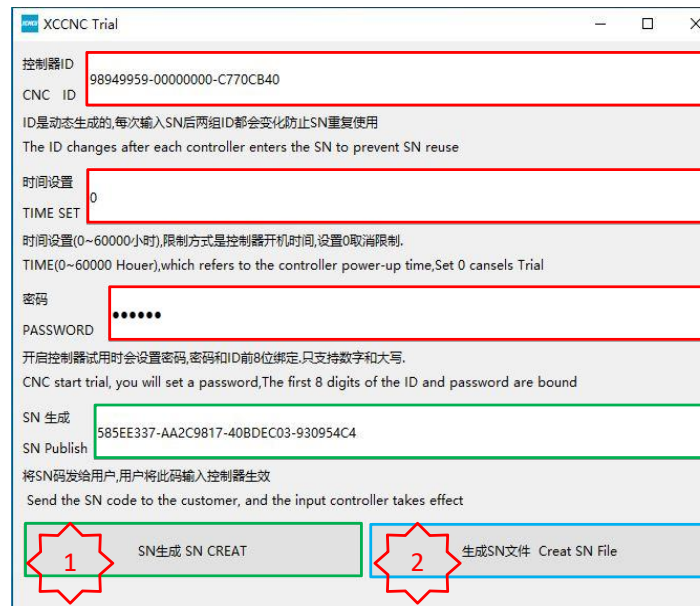 XCCNC Trial
控制器ID
98949959-00000000-C770CB40
CNC ID
ID是动态生成的,每次输入SN后两组ID都会变化防止SN重复使用
The ID changes after each controller enters the SN to prevent SN reuse
时间设置
0
TIME SET
时间设置(0~60000小时),限制方式是控制器开机时间,设置0取消限制.
TIME(0~60000 Houer),which refers to the controller power-up time,Set 0 cansels Trial
密码
●●●●●●
PASSWORD
开启控制器试用时会设置密码,密码和ID前8位绑定.只支持数字和大写.
CNC start trial, you will set a password,The first 8 digits of the ID and password are bound
SN 生成
585EE337-AA2C9817-40BDEC03-930954C4
SN Publish
将SN码发给用户,用户将此码输入控制器生效
Send the SN code to the customer, and the input controller takes effect
1 SN生成 SN CREAT 2 生成SN文件 Creat SN File